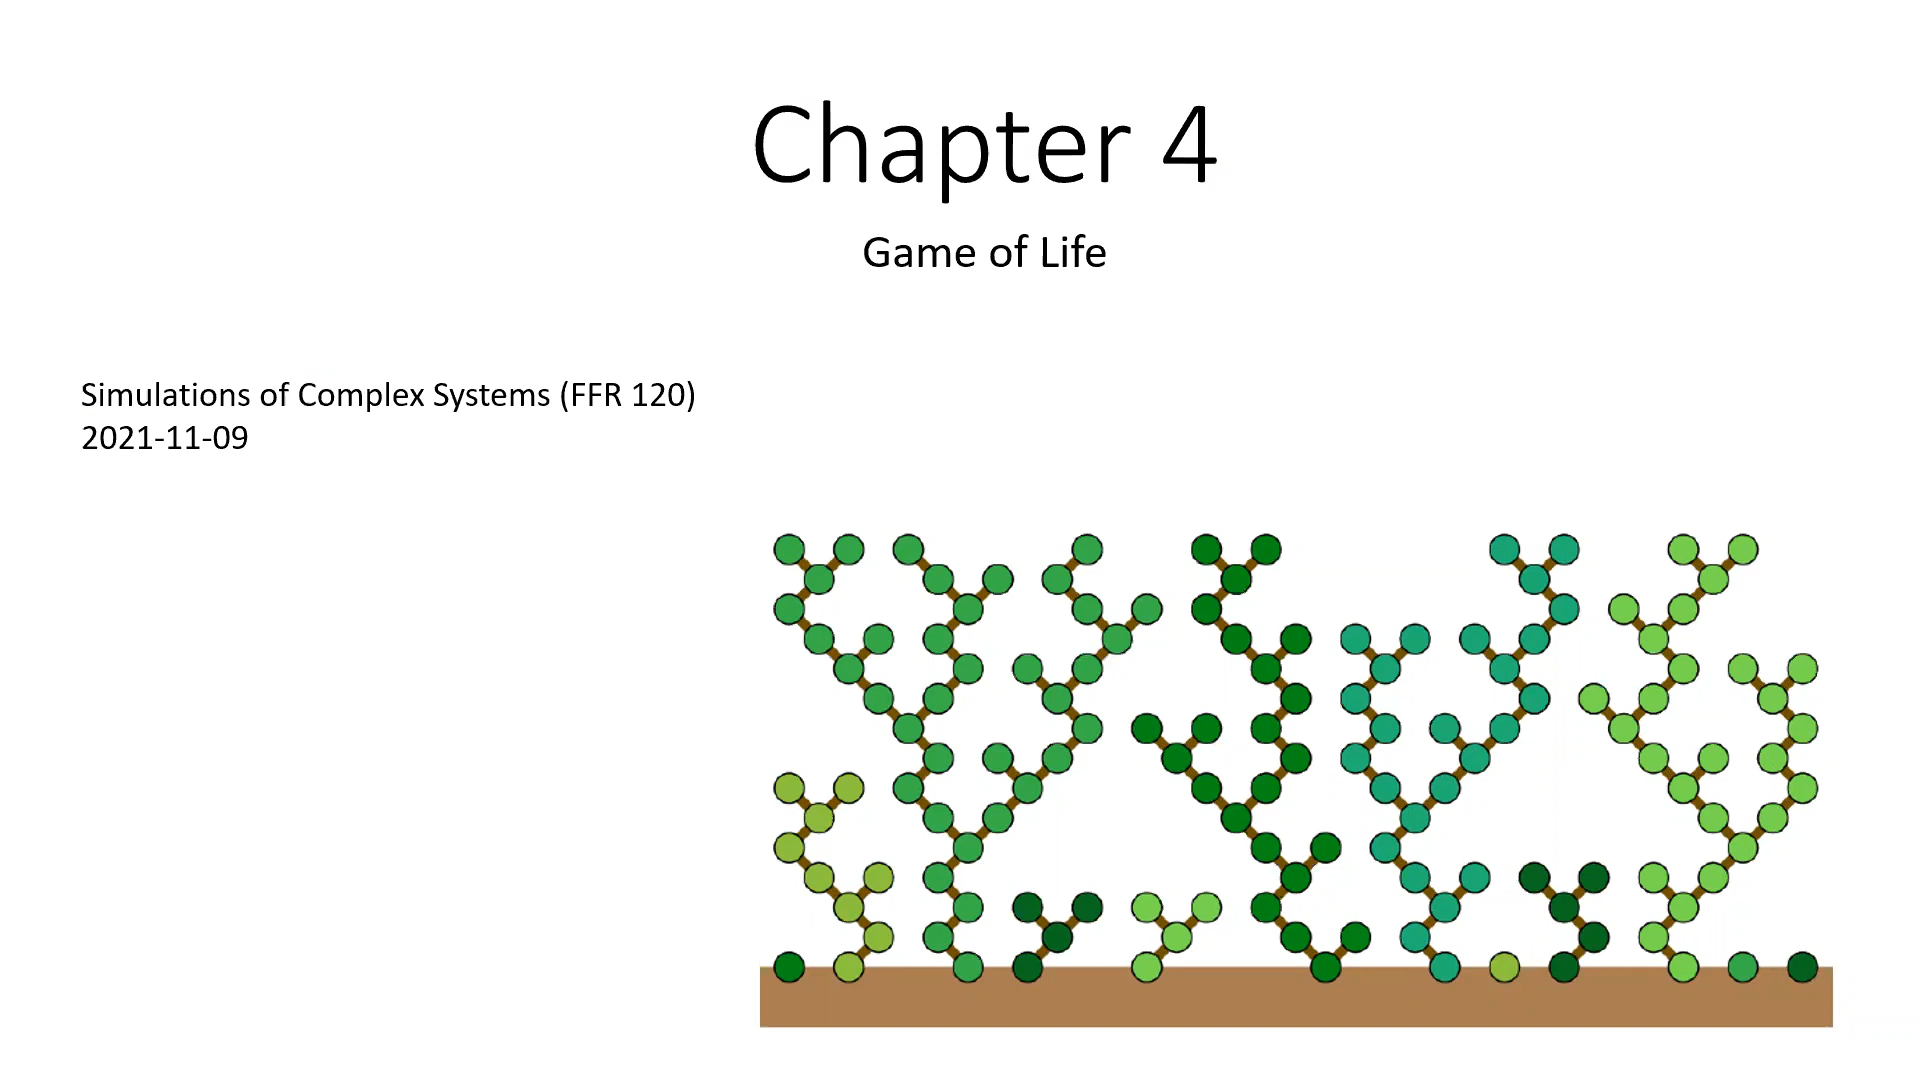 Chapter 4
Game of Life
Simulations of Complex Systems (FFR 120)
2021-11-09